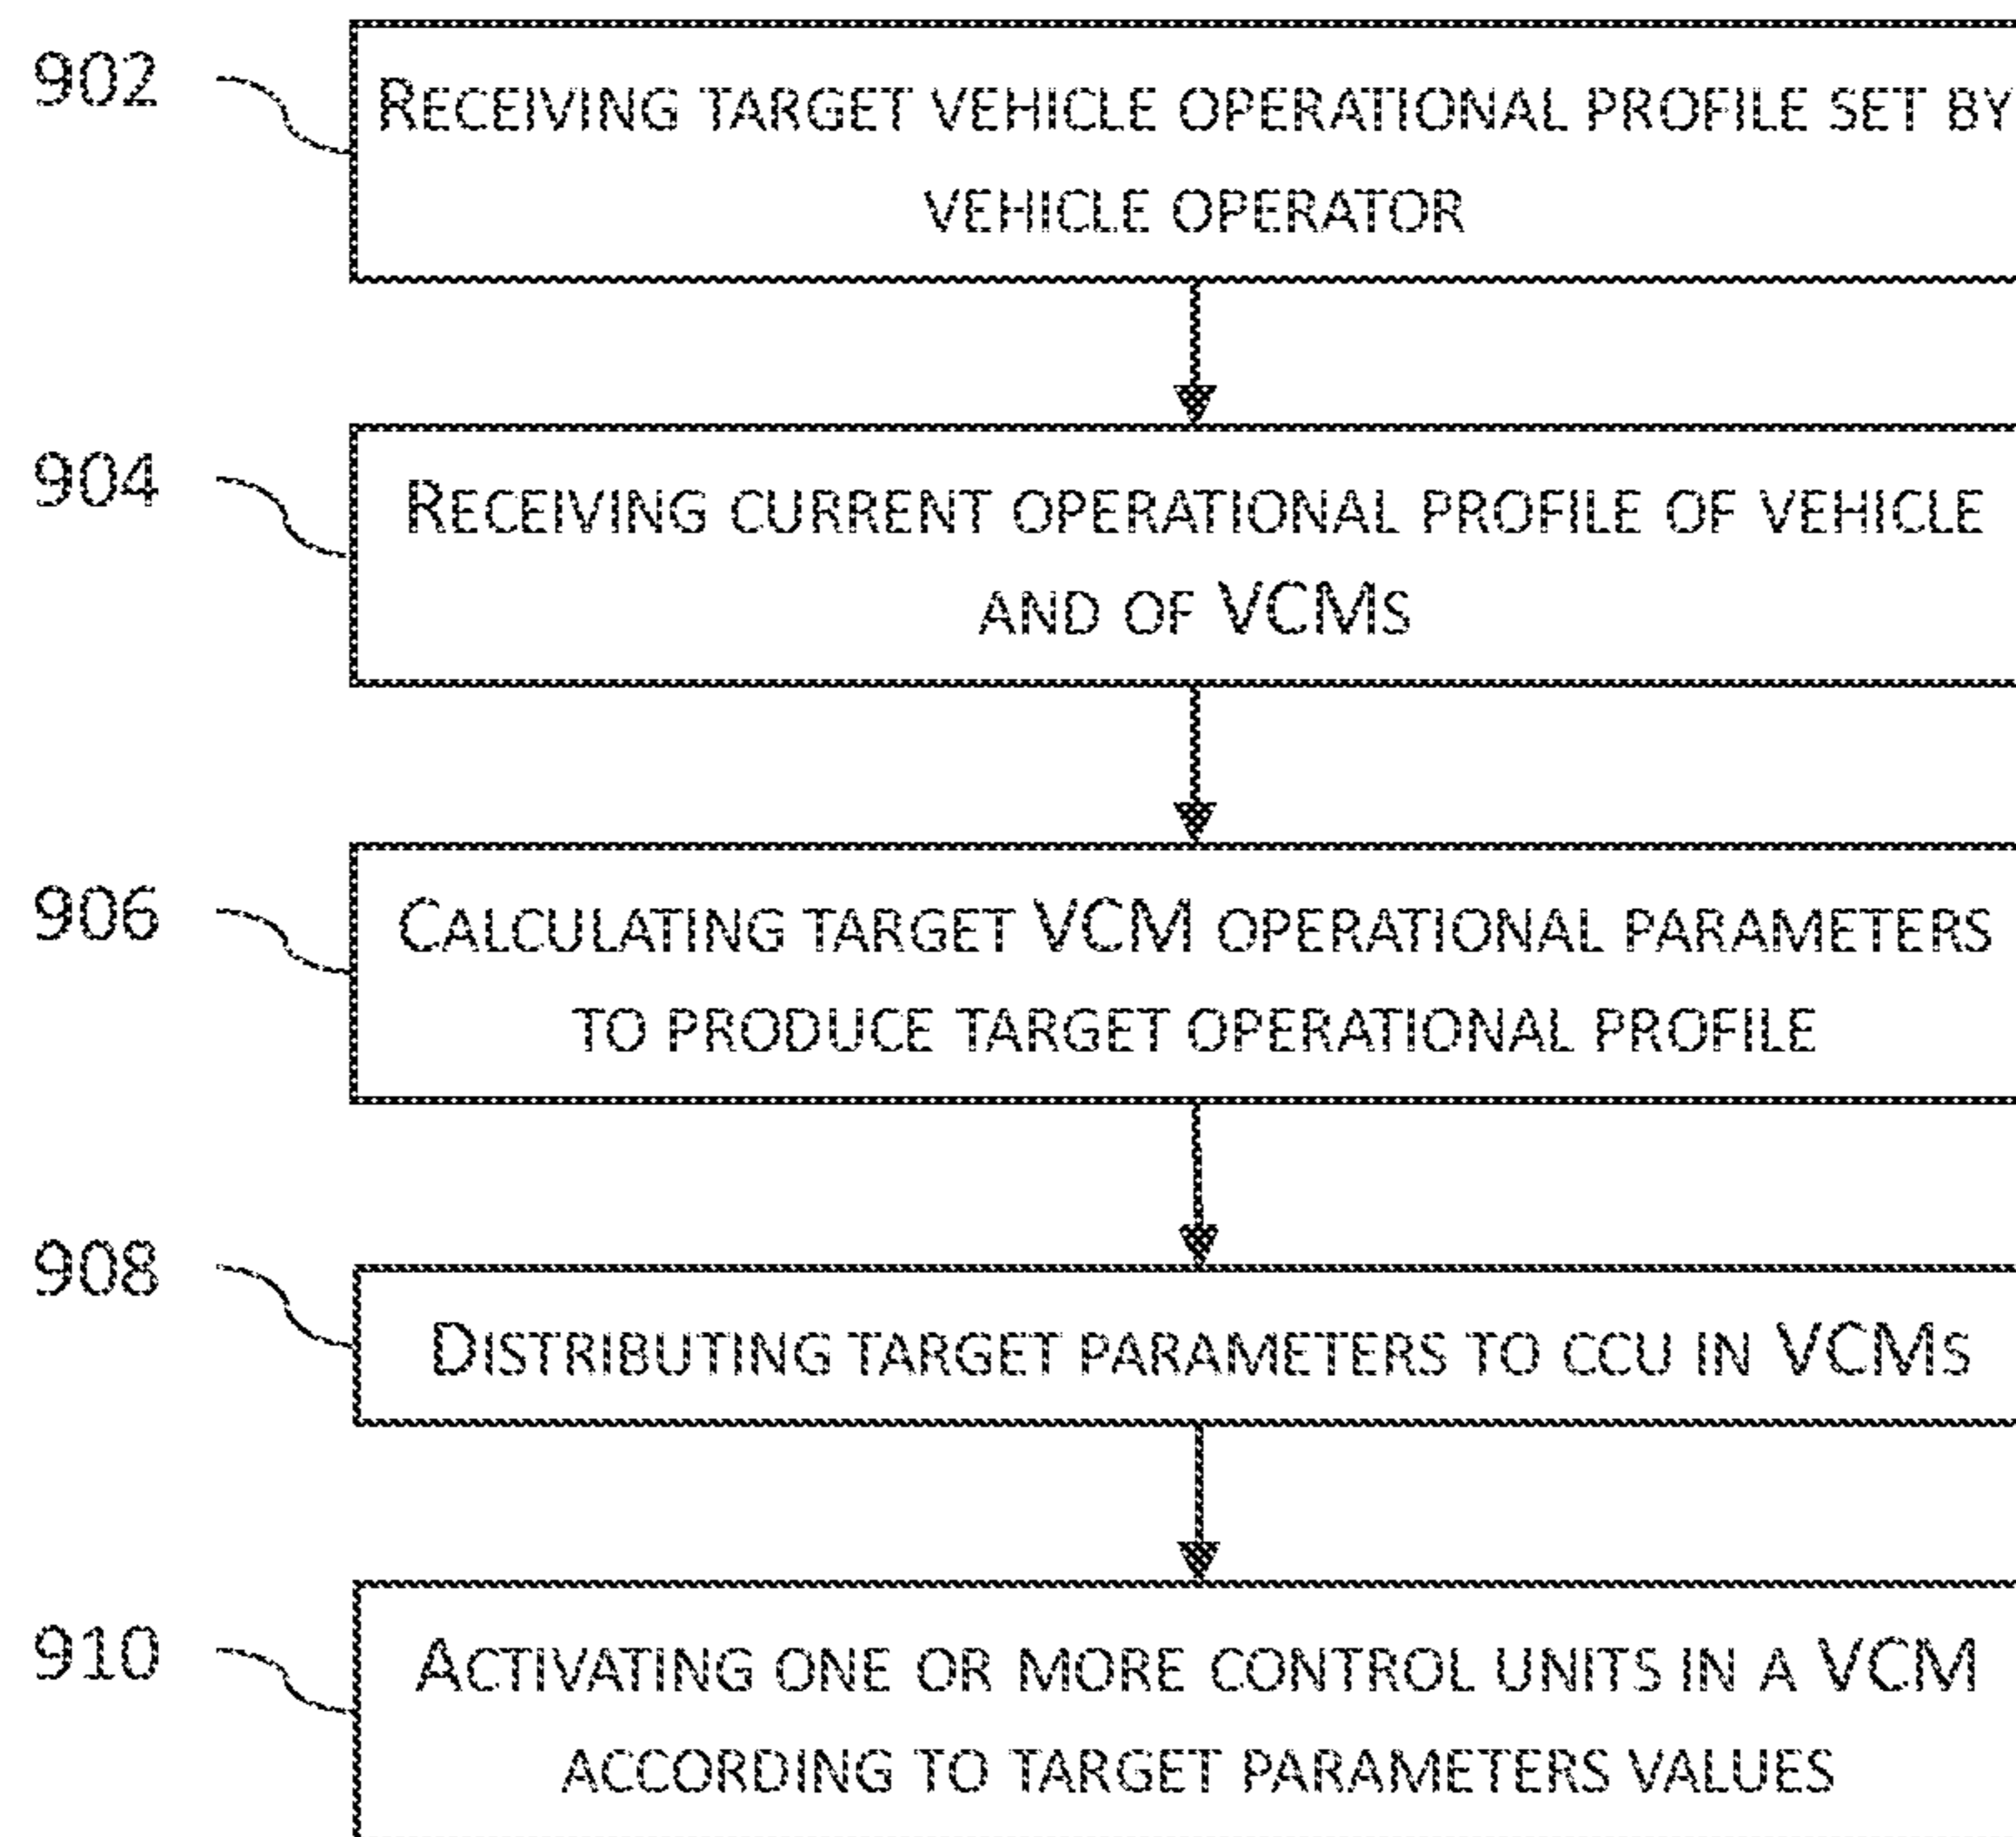 902
RECEIVING TARGET VEHICLE OPERATIONAL PROFILE SET BY
VEHICLE OPERATOR
904
RECEIVING CURRENT OPERATIONAL PROFILE OF VEHICLE
AND OF VCMS
906
CALCULATING TARGET VCM OPERATIONAL PARAMETERS
TO PRODUCE TARGET OPERATIONAL PROFILE
908
DISTRIBUTING TARGET PARAMETERS TO CCU IN VCMS
910
ACTIVATING ONE OR MORE CONTROL UNITS IN A VCM
ACCORDING TO TARGET PARAMETERS VALUES